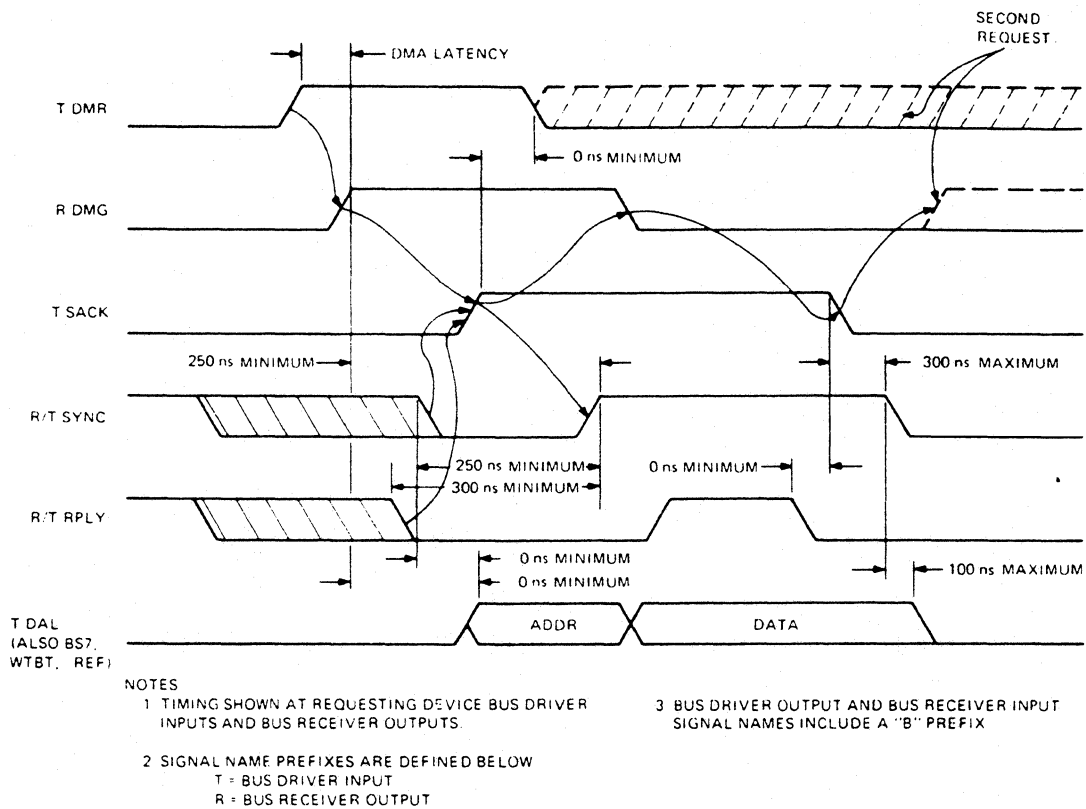 SECOND
REQUEST
DMA LATENCY
T DMR
0 ns MINIMUM
R DMG
T SACK
250 ns MINIMUM
300 ns MAXIMUM
R/T SYNC
250 ns MINIMUM
0 ns MINIMUM
300 ns MINIMUM
R/T RPLY
0 ns MINIMUM
0 ns MINIMUM
100 ns MAXIMUM
T DAL
(ALSO BS7,
WTBT, REF)
ADDR
DATA
NOTES
1 TIMING SHOWN AT REQUESTING DEVICE BUS DRIVER
INPUTS AND BUS RECEIVER OUTPUTS.
2 SIGNAL NAME PREFIXES ARE DEFINED BELOW
T = BUS DRIVER INPUT
R = BUS RECEIVER OUTPUT
3 BUS DRIVER OUTPUT AND BUS RECEIVER INPUT
SIGNAL NAMES INCLUDE A "B" PREFIX